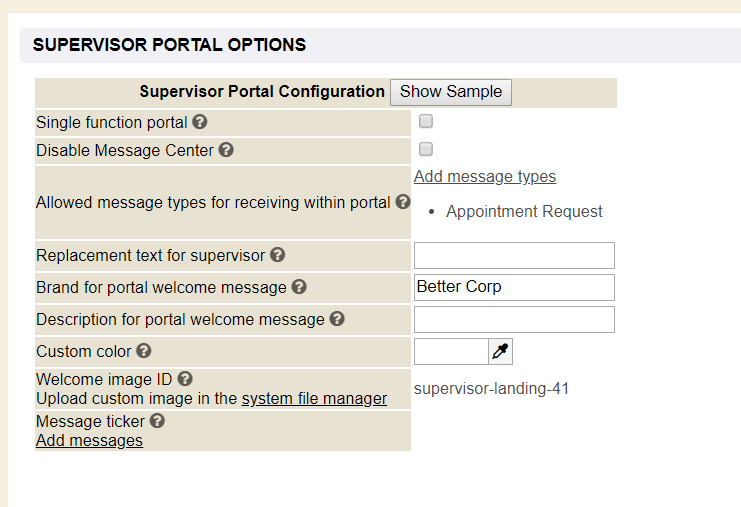 SUPERVISOR PORTAL OPTIONS
Supervisor Portal Configuration Show Sample
Single function portal
Disable Message Center
Allowed message types for receiving within portal
Add message types
• Appointment Request
Replacement text for supervisor
Brand for portal welcome message Better Corp
Description for portal welcome message
Custom color
Welcome image ID
Upload custom image in the system file manager
supervisor-landing-41
Message ticker
Add messages